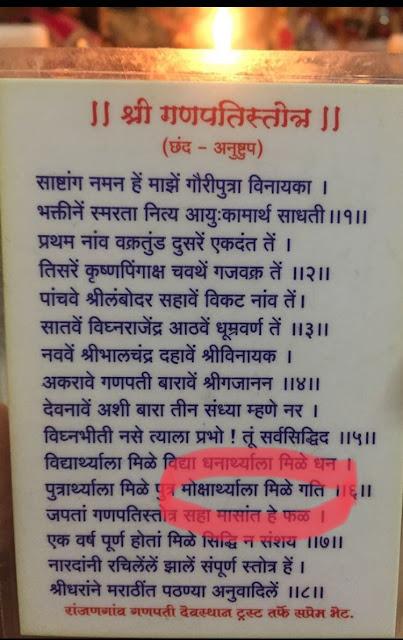 || श्री गणपतिस्तोत्र ||
(छंद - अनुष्टुप)
साष्टांग नमन हें माझें गौरीपुत्रा विनायका ।
भक्तीनें स्मरता नित्य आयुःकामार्थ साधती ।।१।।
प्रथम नांव वक्रतुंड दुसरें एकदंत तें ।
तिसरें कृष्णपिंगाक्ष चवथें गजवक्र तें ।।२।।
पांचवे श्रीलंबोदर सहावें विकट नांव तें।
सातवें विघ्नराजेंद्र आठवें धूम्रवर्ण तें ।।३।।
नववें श्रीभालचंद्र दहावें श्रीविनायक ।
अकरावे गणपती बारावें श्रीगजानन ।।४।।
देवनावें अशी बारा तीन संध्या म्हणे नर ।
विघ्नभीती नसे त्याला प्रभो ! तूं सर्वसिद्धिद ।।५।।
विद्यार्थ्याला मिळे विद्या धनार्थ्याला मिळे धन ।
पुत्रार्थ्याला मिळे पुत्र मोक्षार्थ्याला मिळे गति ।।६।।
जपतां गणपतिस्तोत्र सहा मासांत हे फळ ।
एक वर्ष पूर्ण होतां मिळे सिद्धि न संशय ।।७।।
नारदांनी रचिलेंलें झालें संपूर्ण स्तोत्र हें ।
श्रीधरांने मराठींत पठण्या अनुवादिलें ।।८।।
रांजणगांव गणपती देवस्थान ट्रस्ट तर्फे सप्रेम भेट.